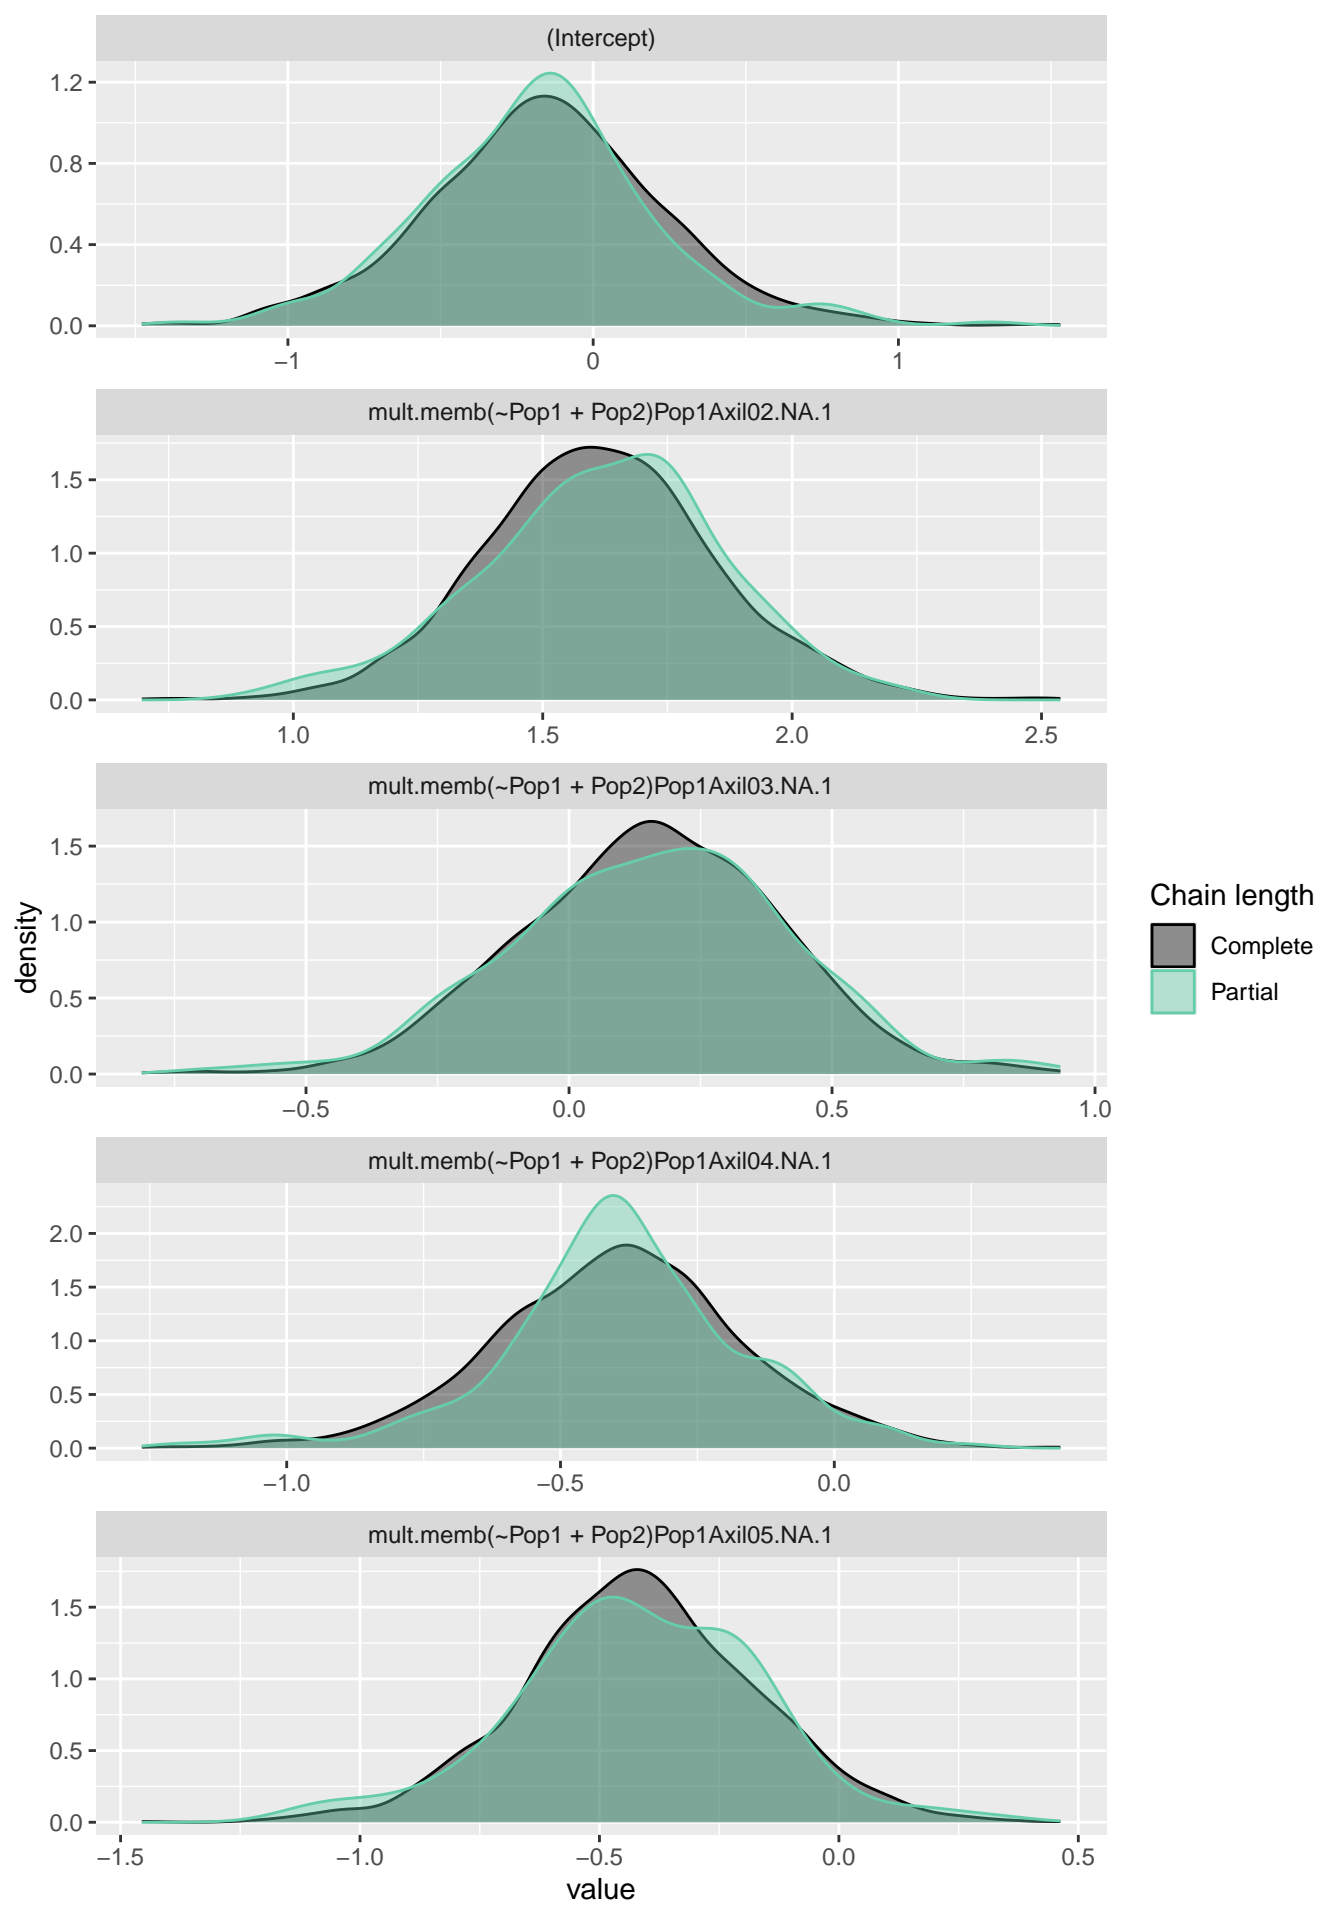 (Intercept)
1.2
0.8
0.4
0.0
−1 0 1
mult.memb(~Pop1 + Pop2)Pop1Axil02.NA.1
1.5
1.0
0.5
0.0
1.0 1.5 2.0 2.5
mult.memb(~Pop1 + Pop2)Pop1Axil03.NA.1
1.5
1.0
0.5
0.0
−0.5 0.0 0.5 1.0
mult.memb(~Pop1 + Pop2)Pop1Axil04.NA.1
2.0
1.5
1.0
0.5
0.0
−1.0 −0.5 0.0
mult.memb(~Pop1 + Pop2)Pop1Axil05.NA.1
1.5
1.0
0.5
0.0
−1.5 −1.0 −0.5 0.0 0.5
value
density
Chain length
Complete
Partial